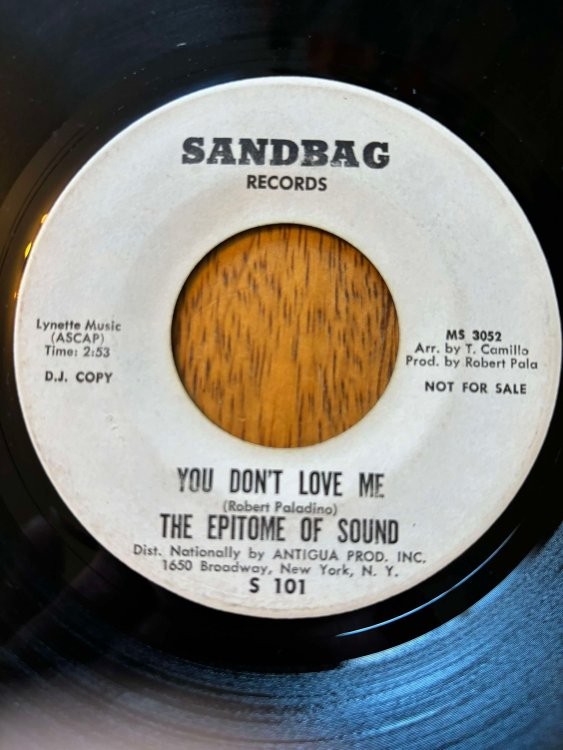 SANDBAG
RECORDS
Lynette Music
(ASCAP)
Time: 2:53
D.J. COPY
MS 3052
Arr. by T. Camillo
Prod. by Robert Pala
NOT FOR SALE
YOU DON'T LOVE ME
(Robert Paladino)
THE EPITOME OF SOUND
Dist. Nationally by ANTIGUA PROD. INC.
1650 Broadway, New York, N. Y.
S 101